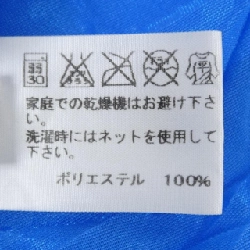 家庭での乾燥機はお避け下さ
い。
洗濯時にはネットを使用して
下さい。
ポリエステル 100%